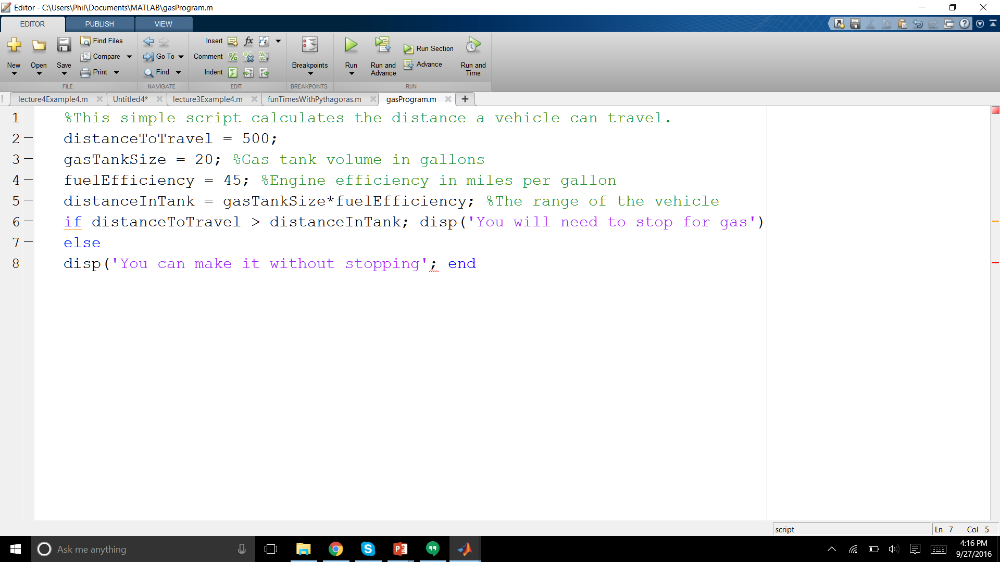 Editor - C:\Users\Phil\Documents\MATLAB\gasProgram.m
EDITOR PUBLISH VIEW
New Open Save
Find Files
Compare
Print
FILE
Go To
Find
NAVIGATE
Insert fx
Comment
Indent
EDIT
Breakpoints
BREAKPOINTS
Run
Run and Advance
Run Section
Advance
Run and Time
RUN
lecture4Example4.m Untitled4* lecture3Example4.m funTimesWithPythagoras.m gasProgram.m +
1 %This simple script calculates the distance a vehicle can travel.
2 distanceToTravel = 500;
3 gasTankSize = 20; %Gas tank volume in gallons
4 fuelEfficiency = 45; %Engine efficiency in miles per gallon
5 distanceInTank = gasTankSize*fuelEfficiency; %The range of the vehicle
6 if distanceToTravel > distanceInTank; disp('You will need to stop for gas')
7 else
8 disp('You can make it without stopping'; end
script Ln 7 Col 5
Ask me anything
4:16 PM
9/27/2016